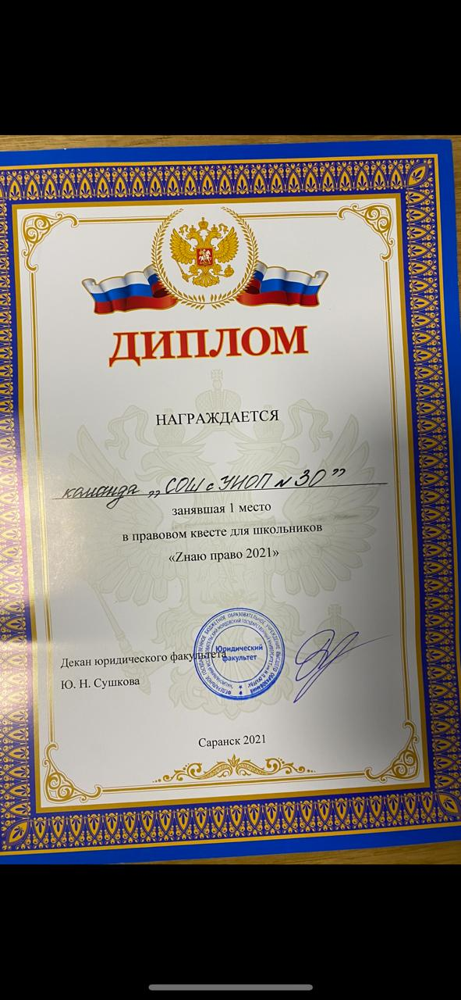 ДИПЛОМ
НАГРАЖДАЕТСЯ
команда „СОШ с УИОП № 30”
занявшая 1 место
в правовом квесте для школьников
«Zнаю право 2021»
Декан юридического факультета
Ю. Н. Сушкова
Юридический
факультет
Саранск 2021